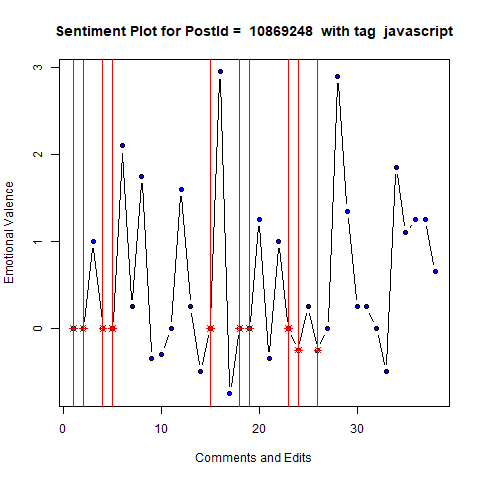 Sentiment Plot for PostId =  10869248  with tag  javascript
3
2
1
0
Emotional Valence
0 10 20 30
Comments and Edits